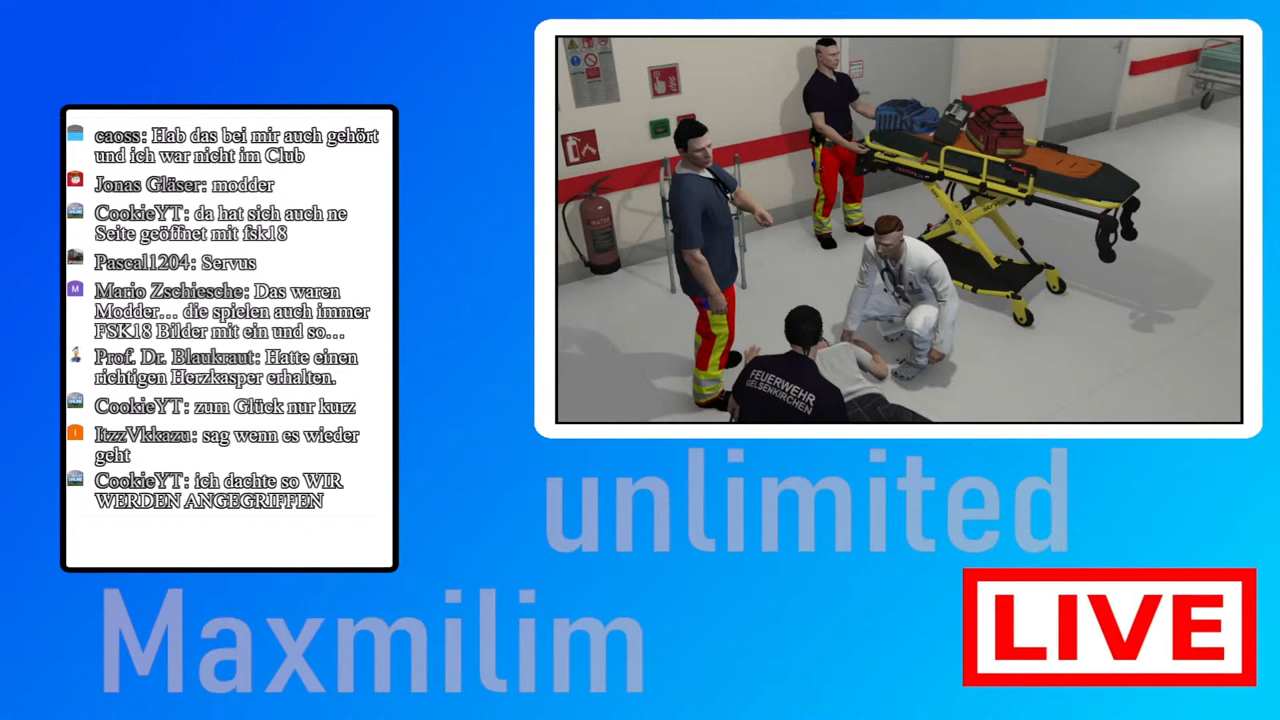 caoss: Hab das bei mir auch gehört
und ich war nicht im Club
Jonas Gläser: modder
CookieYT: da hat sich auch ne
Seite geöffnet mit fsk18
Pascal1204: Servus
M
Mario Zschiesche: Das waren
Modder... die spielen auch immer
FSK18 Bilder mit ein und so...
Prof. Dr. Blaukraut: Hatte einen
richtigen Herzkasper erhalten.
CookieYT: zum Glück nur kurz
I
ItzzVkkazu: sag wenn es wieder
geht
CookieYT: ich dachte so WIR
WERDEN ANGEGRIFFEN
WATER
FEUERWEHR
GELSENKIRCHEN
unlimited
Maxmilim
LIVE